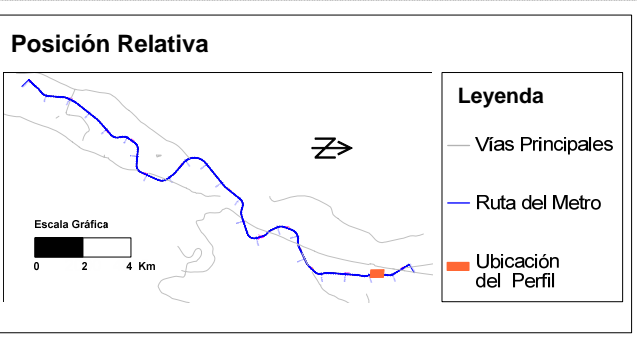 Posición Relativa
Z
Escala Gráfica
0 2 4 Km
Leyenda
Vías Principales
Ruta del Metro
Ubicación
del Perfil